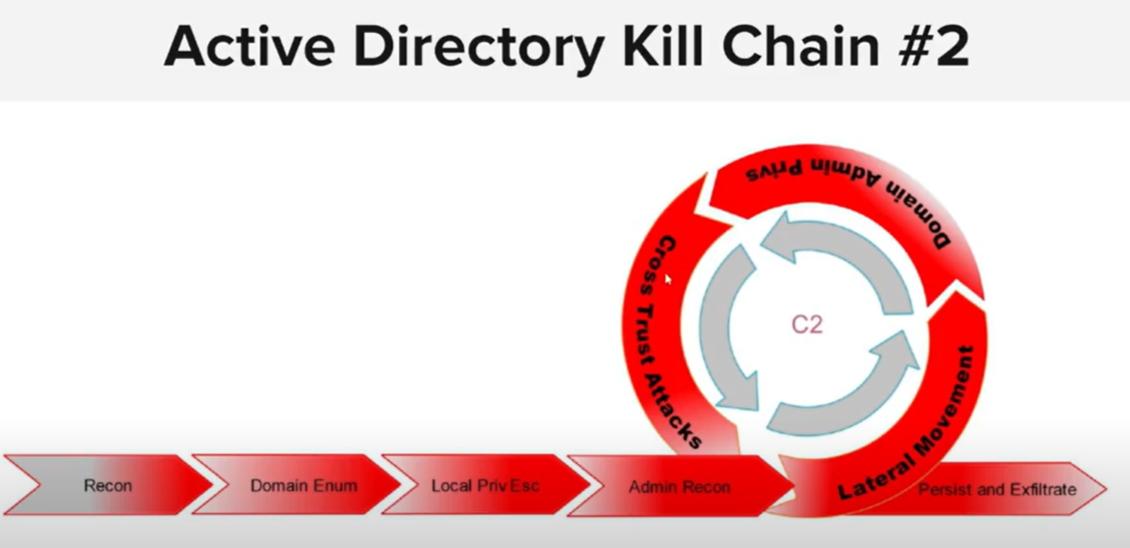 Active Directory Kill Chain #2
Domain Admin Privs
Cross Trust Attacks
C2
Lateral Movement
Recon
Domain Enum
Local Priv Esc
Admin Recon
Persist and Exfiltrate